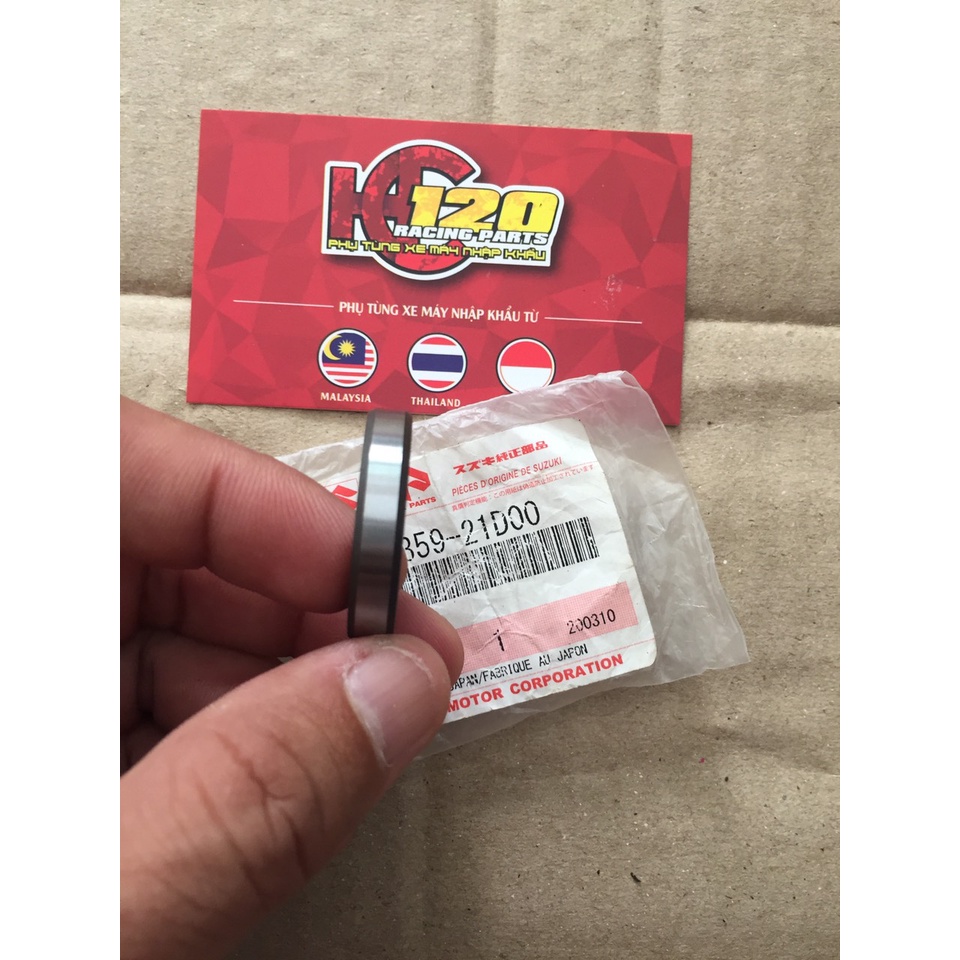 KC
120
RACING PARTS
PHỤ TÙNG XE MÁY NHẬP KHẨU
PHỤ TÙNG XE MÁY NHẬP KHẨU TỪ
MALAYSIA
THAILAND
スズキ純正部品
PARTS
PIÈCES D'ORIGINE DE SUZUKI
359-21D00
1
200310
JAPAN/FABRIQUE AU JAPON
MOTOR CORPORATION